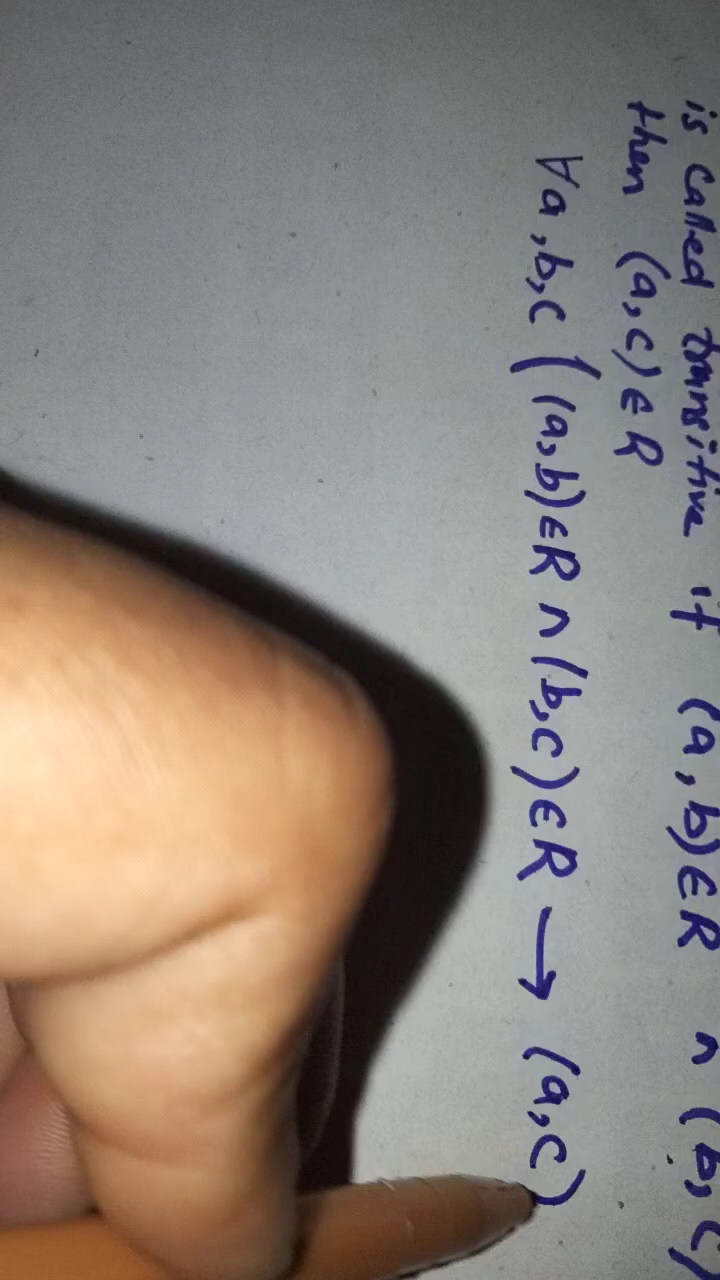 is called transitive if (a,b)∈R ∧ (b,c)
then (a,c)∈R
∀a,b,c ((a,b)∈R ∧ (b,c)∈R → (a,c)